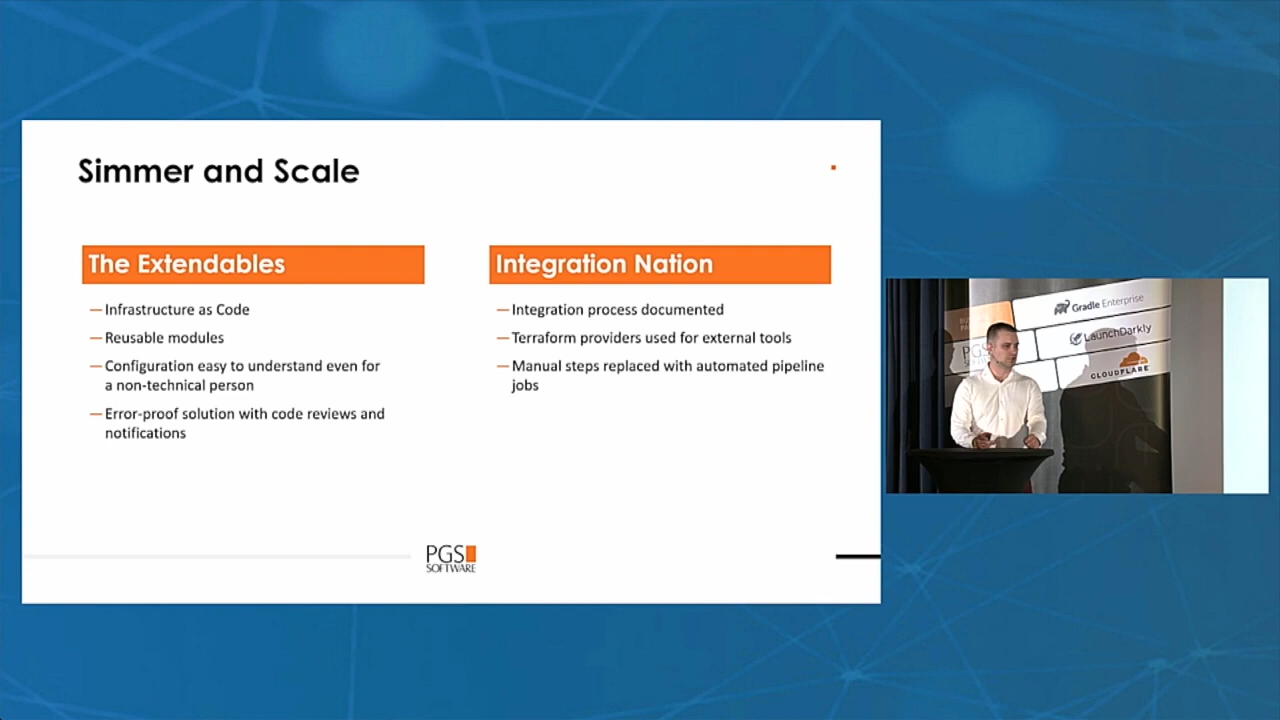 Simmer and Scale
The Extendables
—Infrastructure as Code
—Reusable modules
—Configuration easy to understand even for
a non-technical person
—Error-proof solution with code reviews and
notifications
Integration Nation
—Integration process documented
—Terraform providers used for external tools
—Manual steps replaced with automated pipeline
jobs
PGS
SOFTWARE
Gradle Enterprise
LaunchDarkly
PGS
CLOUDFLARE